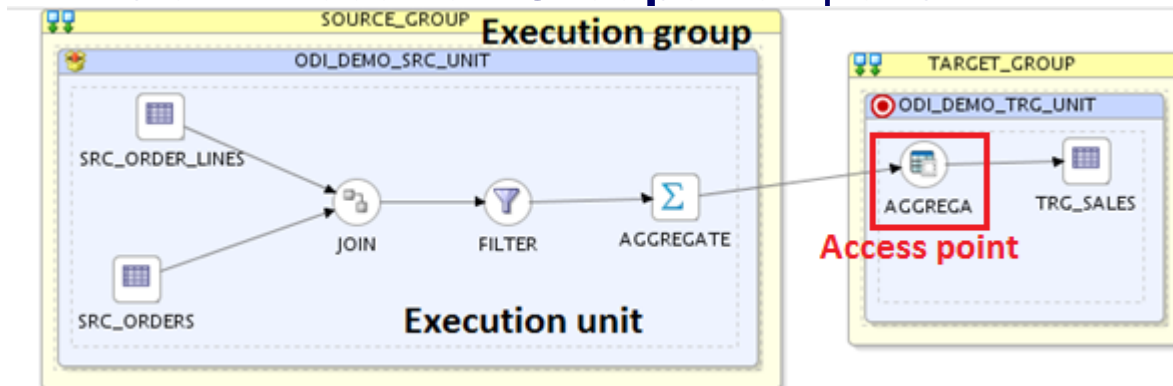 SOURCE_GROUP
Execution group
ODI_DEMO_SRC_UNIT
SRC_ORDER_LINES
JOIN
FILTER
AGGREGATE
SRC_ORDERS
Execution unit
TARGET_GROUP
ODI_DEMO_TRG_UNIT
AGGREGA
TRG_SALES
Access point